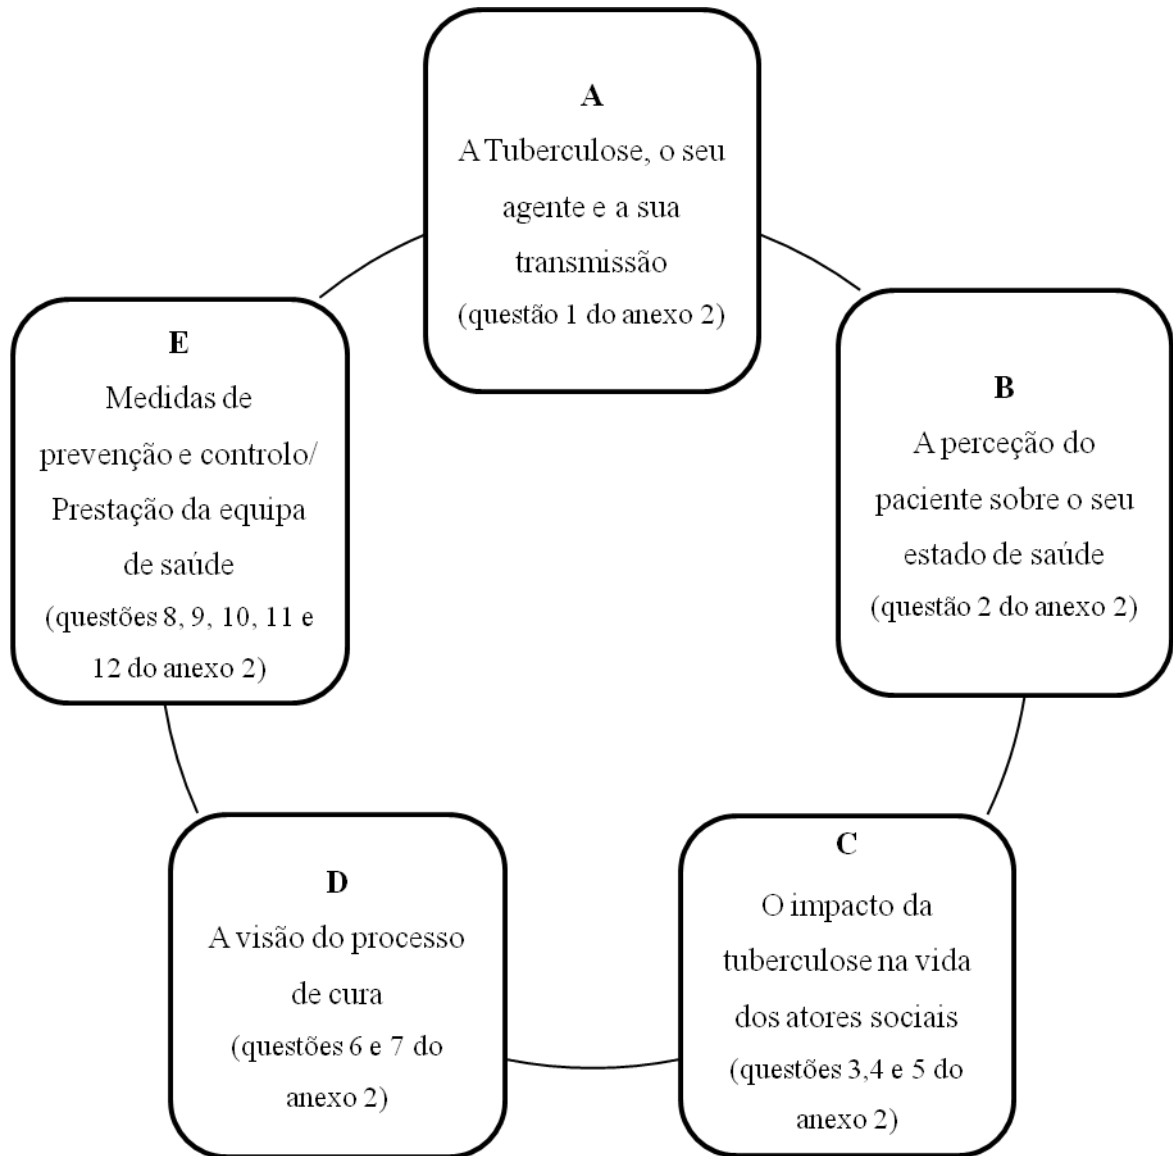 A
A Tuberculose, o seu
agente e a sua
transmissão
(questão 1 do anexo 2)
B
A perceção do
paciente sobre o seu
estado de saúde
(questão 2 do anexo 2)
C
O impacto da
tuberculose na vida
dos atores sociais
(questões 3,4 e 5 do
anexo 2)
D
A visão do processo
de cura
(questões 6 e 7 do
anexo 2)
E
Medidas de
prevenção e controlo/
Prestação da equipa
de saúde
(questões 8, 9, 10, 11 e
12 do anexo 2)